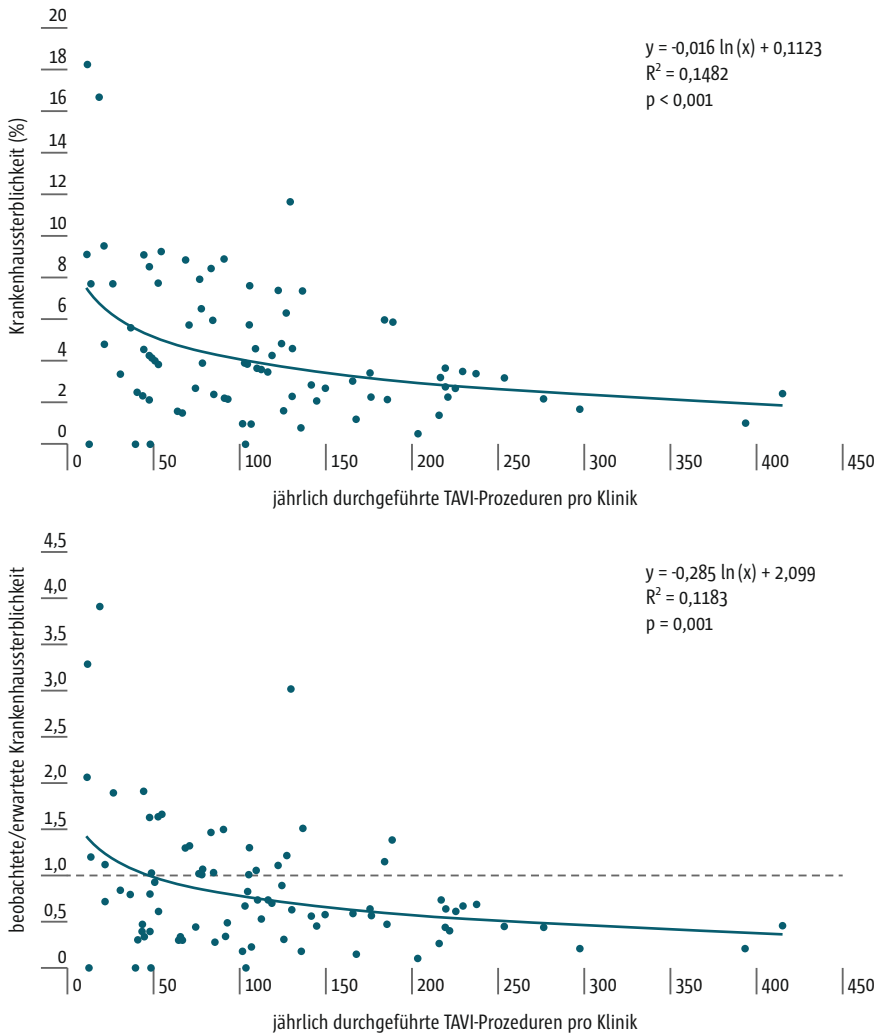 20
18
16
14
12
10
8
6
4
2
0
Krankenhaussterblichkeit (%)
y = -0,016 ln (x) + 0,1123
R² = 0,1482
p < 0,001
0 50 100 150 200 250 300 350 400 450
jährlich durchgeführte TAVI-Prozeduren pro Klinik
4,5
4,0
3,5
3,0
2,5
2,0
1,5
1,0
0,5
0
beobachtete/erwartete Krankenhaussterblichkeit
y = -0,285 ln (x) + 2,099
R² = 0,1183
p = 0,001
0 50 100 150 200 250 300 350 400 450
jährlich durchgeführte TAVI-Prozeduren pro Klinik